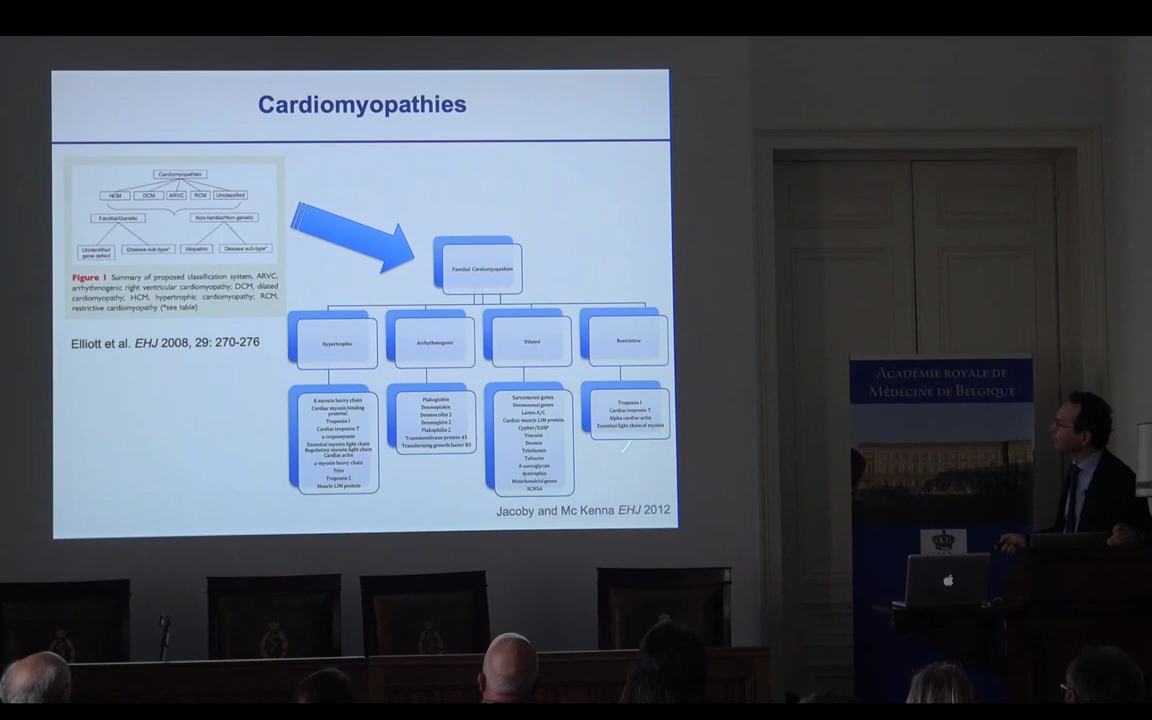 Cardiomyopathies
Cardiomyopathies
HCM
DCM
ARVC
RCM
Unclassified
Familial/Genetic
Non-familial/Non-genetic
Unidentified
gene defect
Disease sub-type*
Idiopathic
Disease sub-type*
Figure 1 Summary of proposed classification system. ARVC,
arrhythmogenic right ventricular cardiomyopathy; DCM, dilated
cardiomyopathy; HCM, hypertrophic cardiomyopathy; RCM,
restrictive cardiomyopathy (*see table)
Elliott et al. EHJ 2008, 29: 270-276
Familial Cardiomyopathies
Hypertrophic
Arrhythmogenic
Dilated
Restrictive
ß myosin heavy chain
Cardiac myosin binding
proteinC
Troponin I
Cardiac troponin-T
α tropomyosin
Essential myosin light chain
Regulatory myosin light chain
Cardiac actin
α-myosin heavy chain
Titin
Troponin C
Muscle LIM protein
Plakoglobin
Desmoplakin
Desmocollin 2
Desmoglein 2
Plakophilin 2
Transmembrane protein 43
Transforming growth factor B3
Sarcomeric genes
Desmosomal genes
Lamin A/C
Cardiac muscle LIM protein
Cypher/ZASP
Vinculin
Desmin
Telethonin
Tafazzin
δ-sarcoglycan
dystrophin
Mitochondrial genes
SCN5A
Troponin I
Cardiac troponin T
Alpha cardiac actin
Essential light chain of myosin
Jacoby and Mc Kenna EHJ 2012
ACADÉMIE ROYALE DE
MÉDECINE DE BELGIQUE